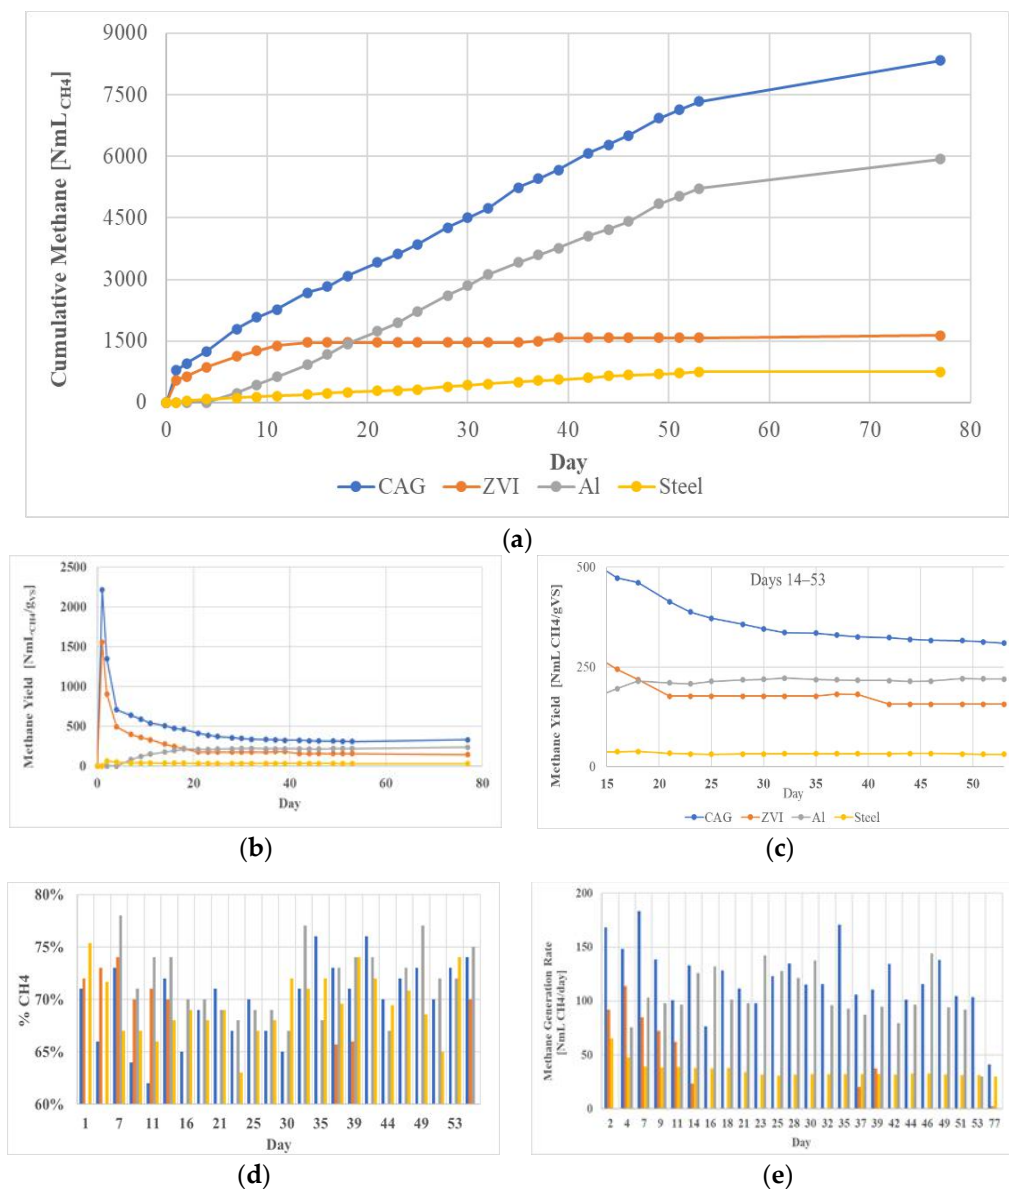 9000
7500
6000
4500
3000
1500
0
Cumulative Methane [NmL CH4]
0 10 20 30 40 50 60 70 80
Day
CAG ZVI Al Steel
(a)
2500
2000
1500
1000
500
0
Methane Yield [NmLCH4/gVS]
0 20 40 60 80
Day
(b)
Days 14–53
500
250
0
Methane Yield [NmL CH4/gVS]
15 20 25 30 35 40 45 50
Day
CAG ZVI Al Steel
(c)
80%
75%
70%
65%
60%
% CH4
1 7 11 16 21 25 30 35 39 44 49 53
Day
(d)
200
150
100
50
0
Methane Generation Rate
[NmL CH4/day]
2 4 7 9 11 14 16 18 21 23 25 28 30 32 35 37 39 42 44 46 49 51 53 77
Day
(e)